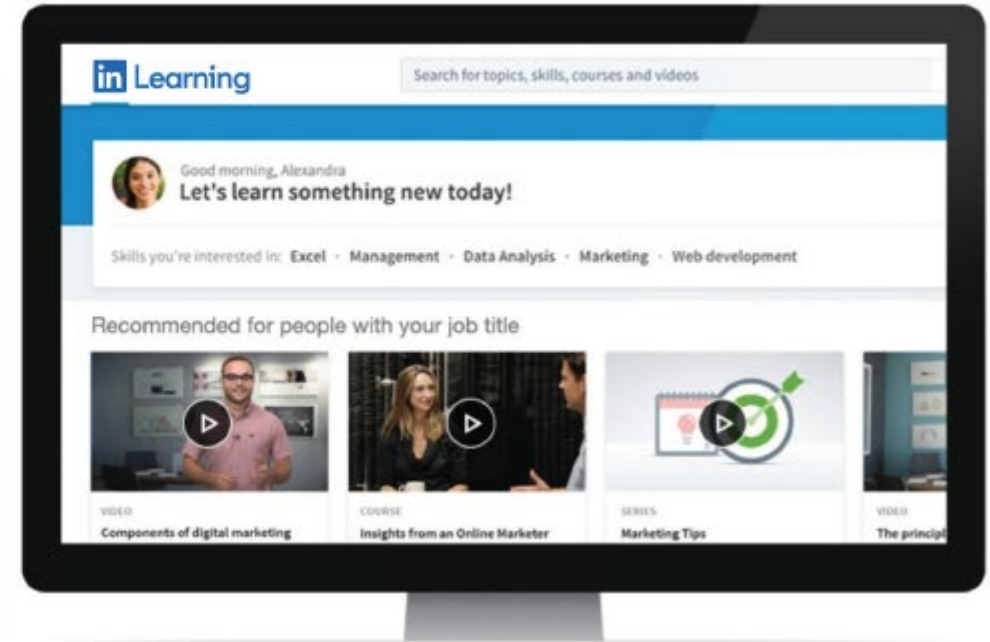 in Learning
Search for topics, skills, courses and videos
Good morning, Alexandra
Let's learn something new today!
Skills you're interested in: Excel · Management · Data Analysis · Marketing · Web development
Recommended for people with your job title
VIDEO
Components of digital marketing
COURSE
Insights from an Online Marketer
SERIES
Marketing Tips
VIDEO
The principl